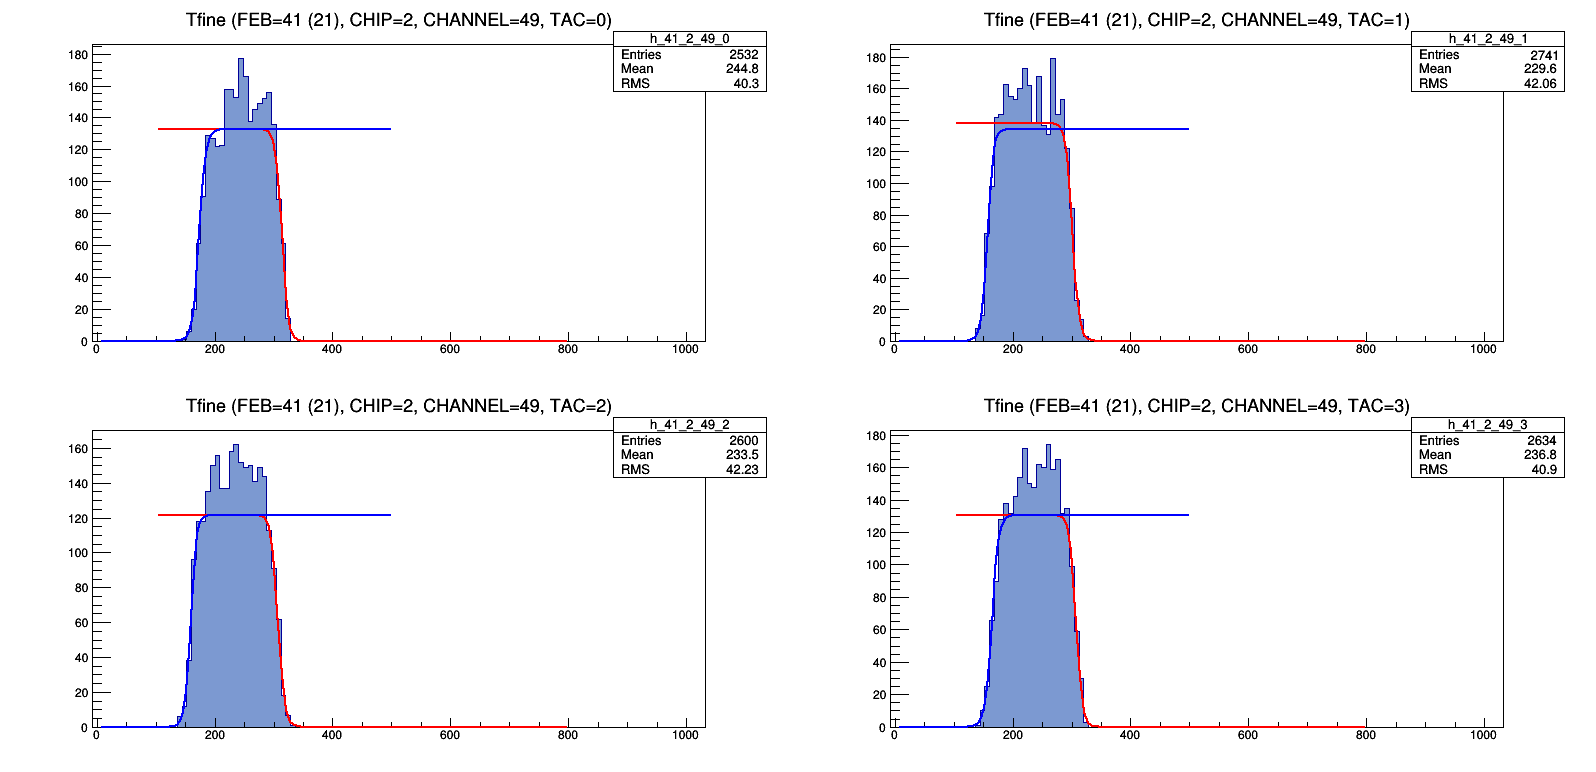 Tfine (FEB=41 (21), CHIP=2, CHANNEL=49, TAC=0)
h_41_2_49_0
Entries 2532
Mean 244.8
RMS 40.3
180
160
140
120
100
80
60
40
20
0
0 200 400 600 800 1000
Tfine (FEB=41 (21), CHIP=2, CHANNEL=49, TAC=1)
h_41_2_49_1
Entries 2741
Mean 229.6
RMS 42.06
180
160
140
120
100
80
60
40
20
0
0 200 400 600 800 1000
Tfine (FEB=41 (21), CHIP=2, CHANNEL=49, TAC=2)
h_41_2_49_2
Entries 2600
Mean 233.5
RMS 42.23
160
140
120
100
80
60
40
20
0
0 200 400 600 800 1000
Tfine (FEB=41 (21), CHIP=2, CHANNEL=49, TAC=3)
h_41_2_49_3
Entries 2634
Mean 236.8
RMS 40.9
180
160
140
120
100
80
60
40
20
0
0 200 400 600 800 1000